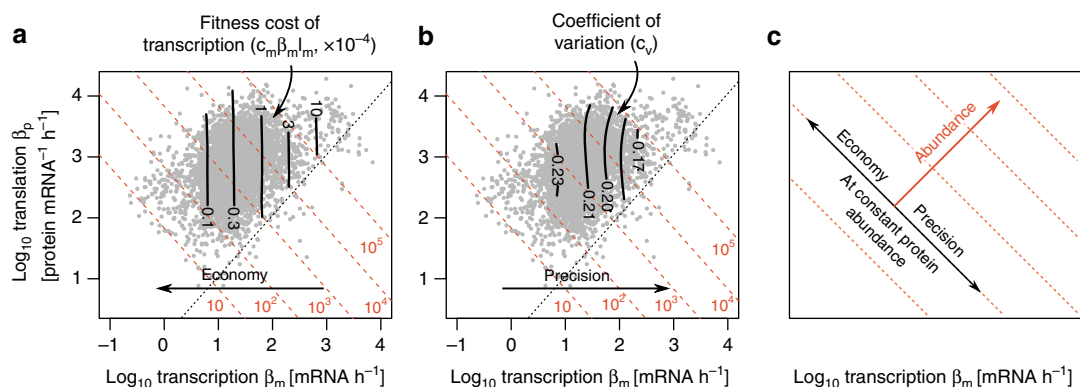 a
Fitness cost of
transcription (cₘβₘlₘ, ×10⁻⁴)
Log₁₀ translation βₚ
[protein mRNA⁻¹ h⁻¹]
4
3
2
1
0.1
0.3
1
3
10
10⁵
Economy
10
10²
10³
10⁴
−1
0
1
2
3
4
Log₁₀ transcription βₘ [mRNA h⁻¹]
b
Coefficient of
variation (cᵥ)
4
3
2
1
0.23
0.21
0.20
0.17
10⁵
Precision
10
10²
10³
10⁴
−1
0
1
2
3
4
Log₁₀ transcription βₘ [mRNA h⁻¹]
c
Economy
Abundance
Precision
At constant protein
abundance